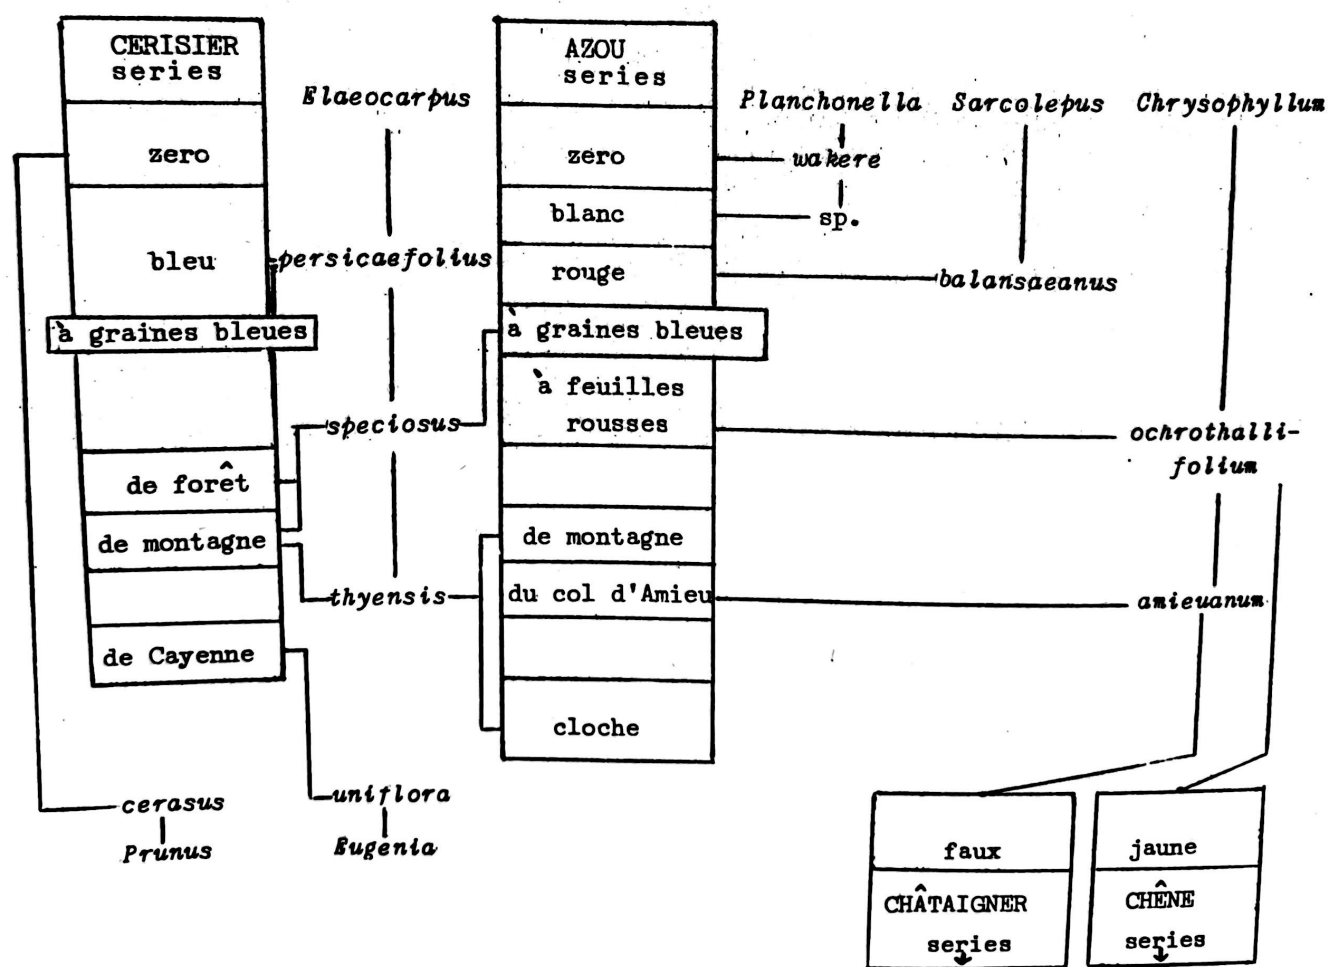 CERISIER
series
zero
bleu
à graines bleues
de forêt
de montagne
de Cayenne
Elaeocarpus
persicaefolius
speciosus
thyensis
cerasus
Prunus
uniflora
Eugenia
AZOU
series
zero
blanc
rouge
à graines bleues
à feuilles
rousses
de montagne
du col d'Amieu
cloche
Planchonella
wakere
sp.
Sarcolepus
balansaeanus
Chrysophyllum
ochrothalli-
folium
amieuanum
faux
CHÂTAIGNER
series
jaune
CHÊNE
series